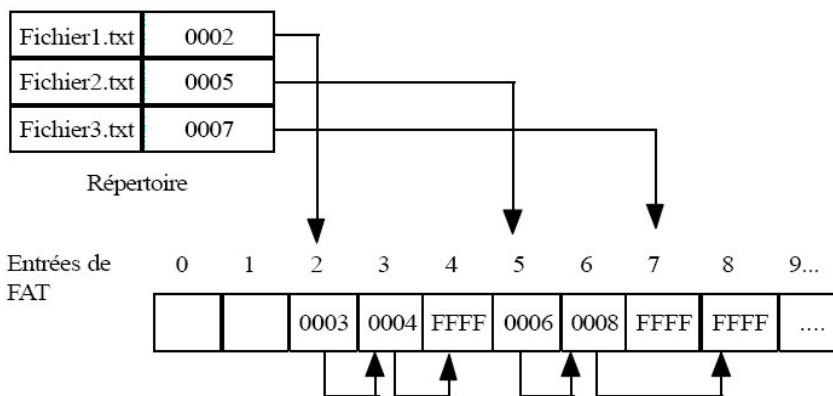 Fichier1.txt 0002
Fichier2.txt 0005
Fichier3.txt 0007
Répertoire
Entrées de FAT
0 1 2 3 4 5 6 7 8 9...
0003 0004 FFFF 0006 0008 FFFF FFFF ....